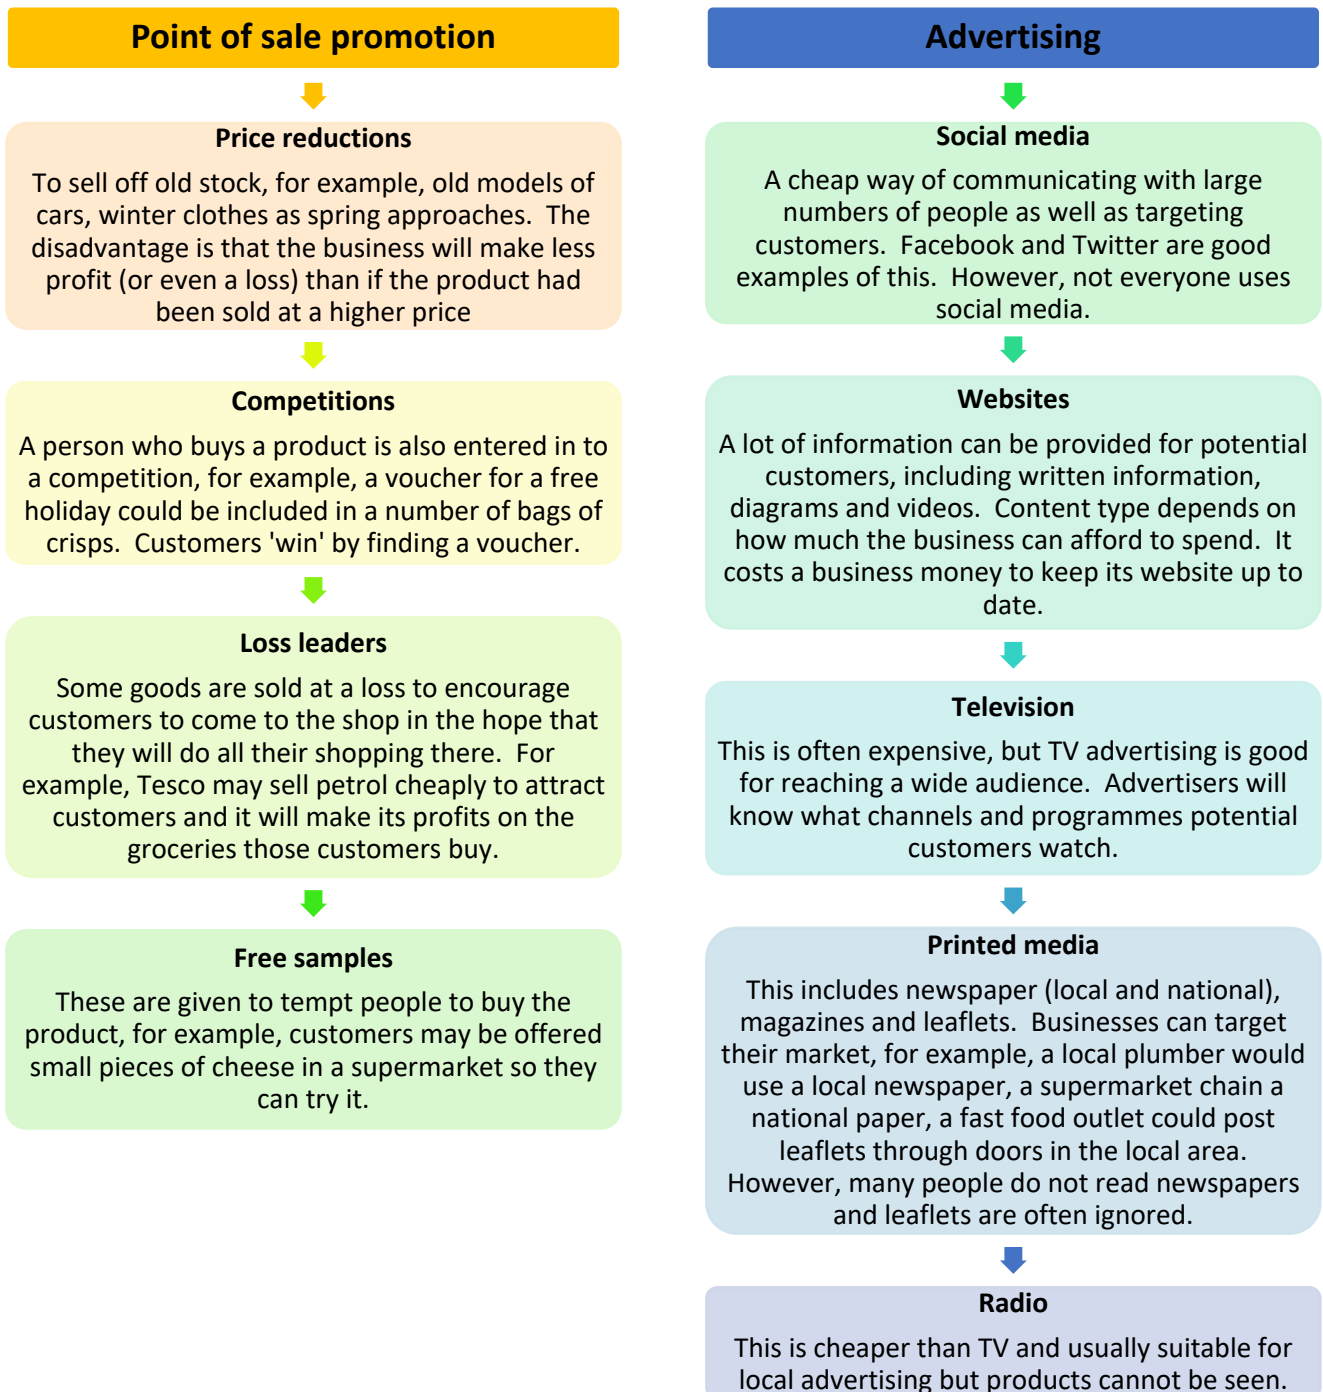 Point of sale promotion
Price reductions
To sell off old stock, for example, old models of
cars, winter clothes as spring approaches.  The
disadvantage is that the business will make less
profit (or even a loss) than if the product had
been sold at a higher price
Competitions
A person who buys a product is also entered in to
a competition, for example, a voucher for a free
holiday could be included in a number of bags of
crisps.  Customers 'win' by finding a voucher.
Loss leaders
Some goods are sold at a loss to encourage
customers to come to the shop in the hope that
they will do all their shopping there.  For
example, Tesco may sell petrol cheaply to attract
customers and it will make its profits on the
groceries those customers buy.
Free samples
These are given to tempt people to buy the
product, for example, customers may be offered
small pieces of cheese in a supermarket so they
can try it.
Advertising
Social media
A cheap way of communicating with large
numbers of people as well as targeting
customers.  Facebook and Twitter are good
examples of this.  However, not everyone uses
social media.
Websites
A lot of information can be provided for potential
customers, including written information,
diagrams and videos.  Content type depends on
how much the business can afford to spend.  It
costs a business money to keep its website up to
date.
Television
This is often expensive, but TV advertising is good
for reaching a wide audience.  Advertisers will
know what channels and programmes potential
customers watch.
Printed media
This includes newspaper (local and national),
magazines and leaflets.  Businesses can target
their market, for example, a local plumber would
use a local newspaper, a supermarket chain a
national paper, a fast food outlet could post
leaflets through doors in the local area.
However, many people do not read newspapers
and leaflets are often ignored.
Radio
This is cheaper than TV and usually suitable for
local advertising but products cannot be seen.